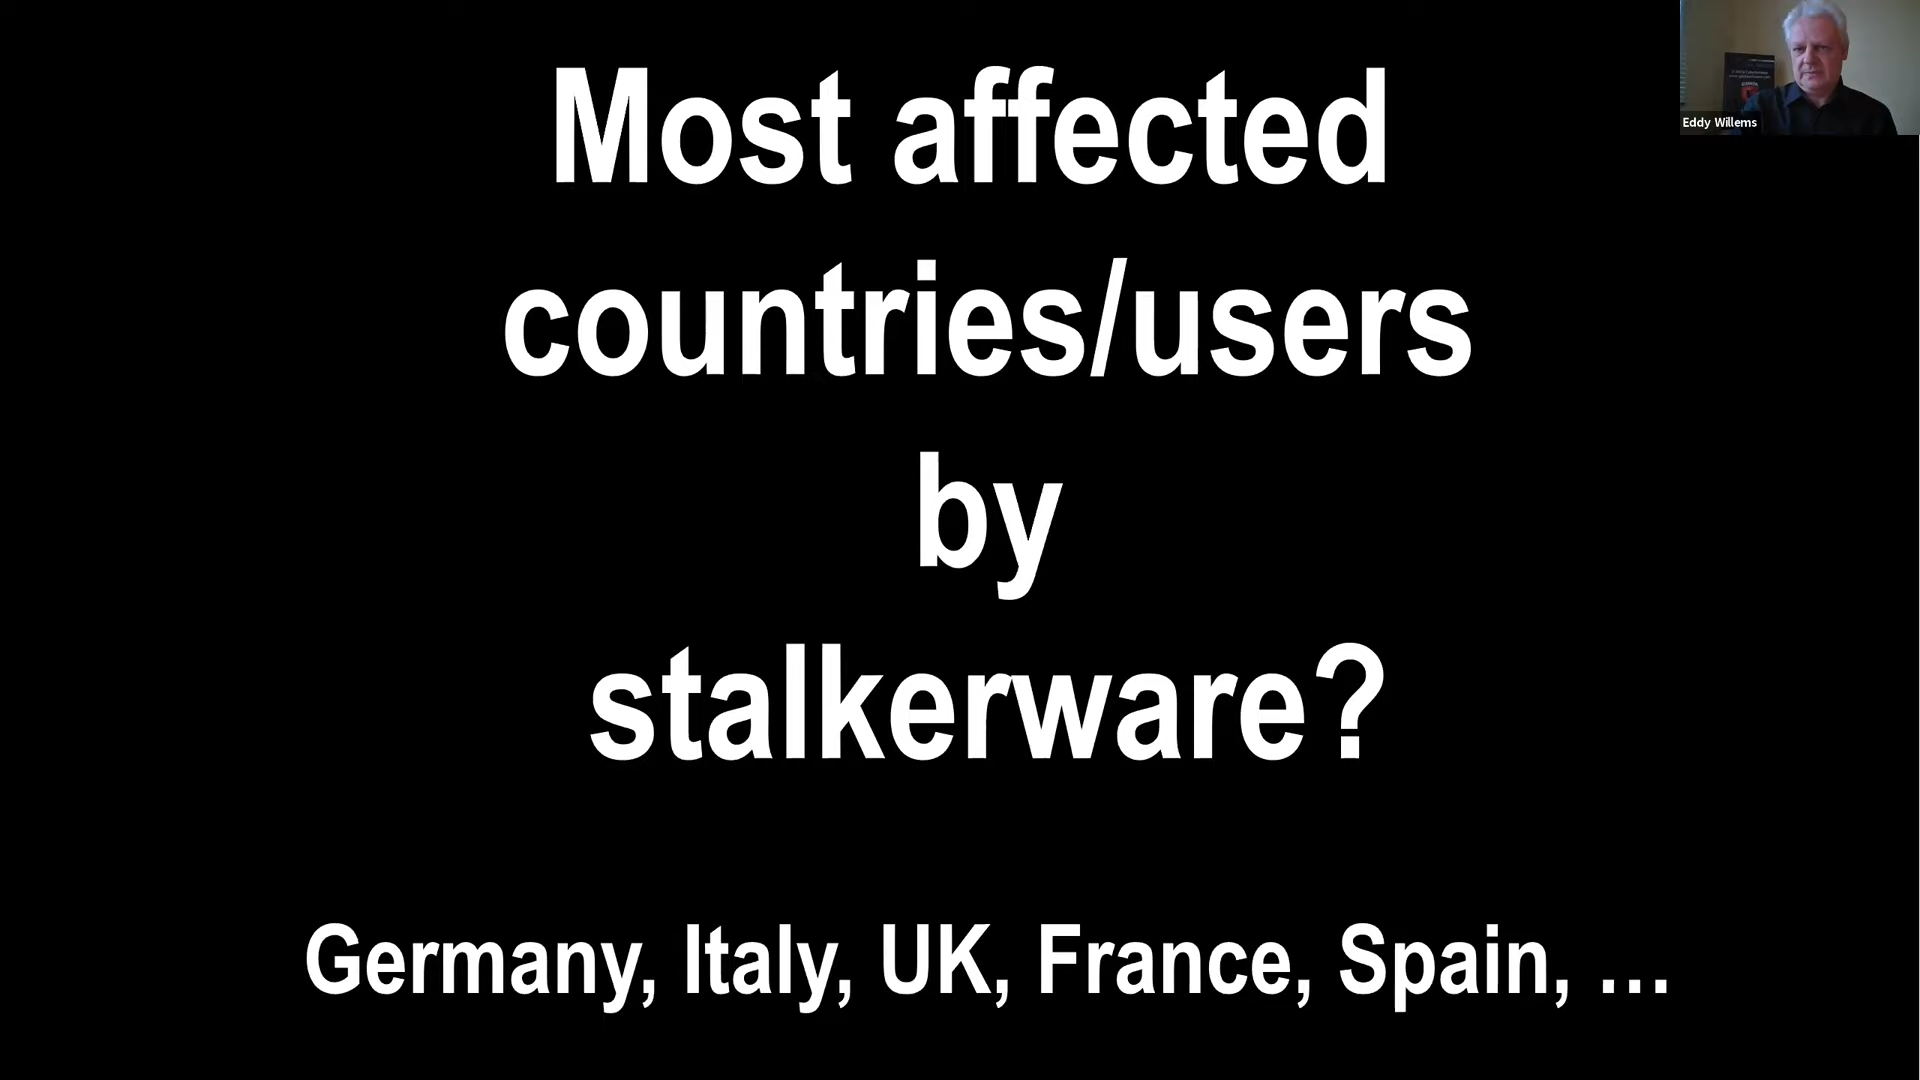 Most affected
countries/users
by
stalkerware?
Germany, Italy, UK, France, Spain, …
Eddy Willems